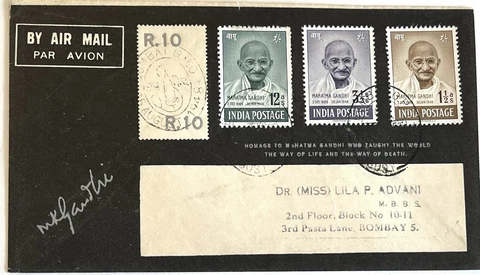 BY AIR MAIL
PAR AVION
R.10
R.10
बापू
12 as
MAHATMA GANDHI
INDIA POSTAGE
बापू
3½ as
MAHATMA GANDHI
INDIA POSTAGE
बापू
1½ as
MAHATMA GANDHI
INDIA POSTAGE
HOMAGE TO MAHATMA GANDHI WHO TAUGHT THE WORLD
THE WAY OF LIFE AND THE WAY OF DEATH.
MKGandhi
DR. (MISS) LILA P. ADVANI
M. B. B. S.
2nd Floor, Block No 10-11
3rd Pasta Lane, BOMBAY 5.